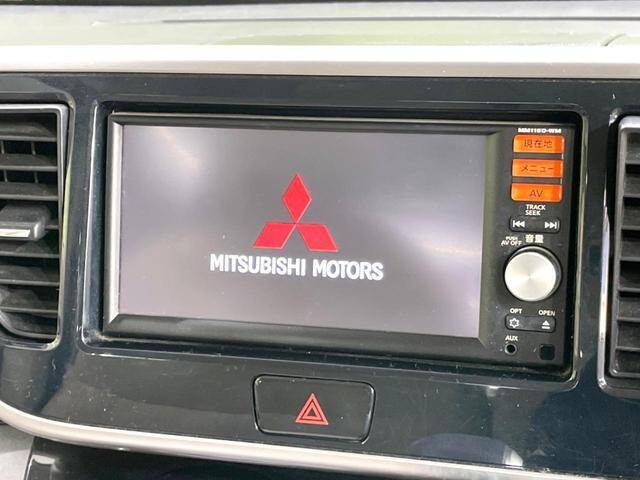 MM115D-WM
現在地
メニュー
AV
TRACK
SEEK
PUSH
AV OFF
音量
MITSUBISHI MOTORS
OPT
OPEN
AUX